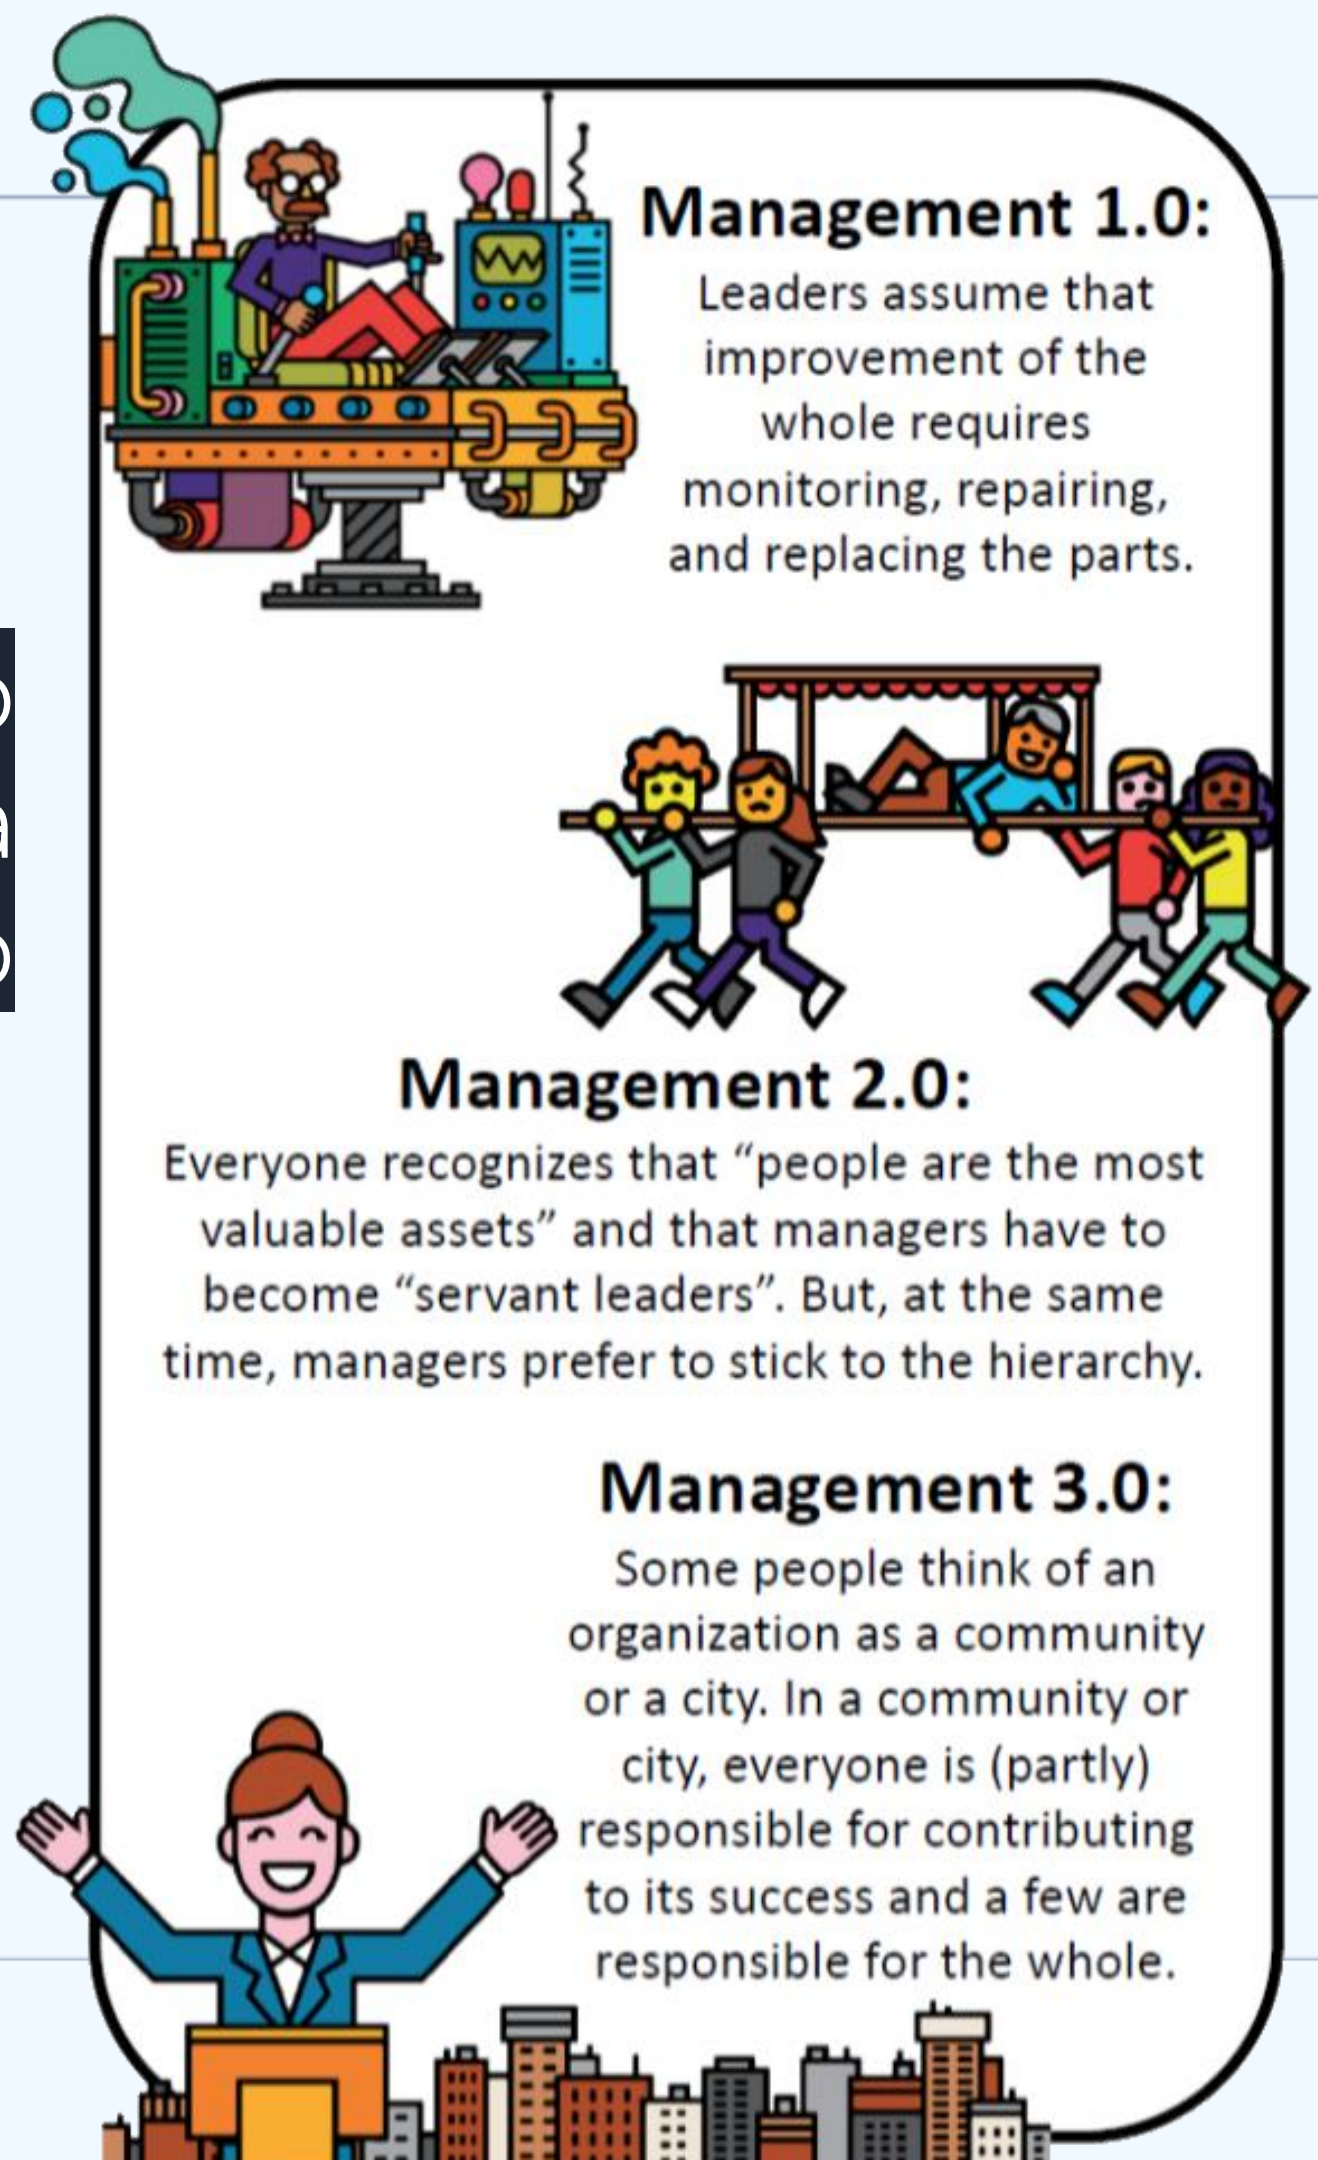 Management 1.0:
Leaders assume that
improvement of the
whole requires
monitoring, repairing,
and replacing the parts.
Management 2.0:
Everyone recognizes that “people are the most
valuable assets” and that managers have to
become “servant leaders”. But, at the same
time, managers prefer to stick to the hierarchy.
Management 3.0:
Some people think of an
organization as a community
or a city. In a community or
city, everyone is (partly)
responsible for contributing
to its success and a few are
responsible for the whole.